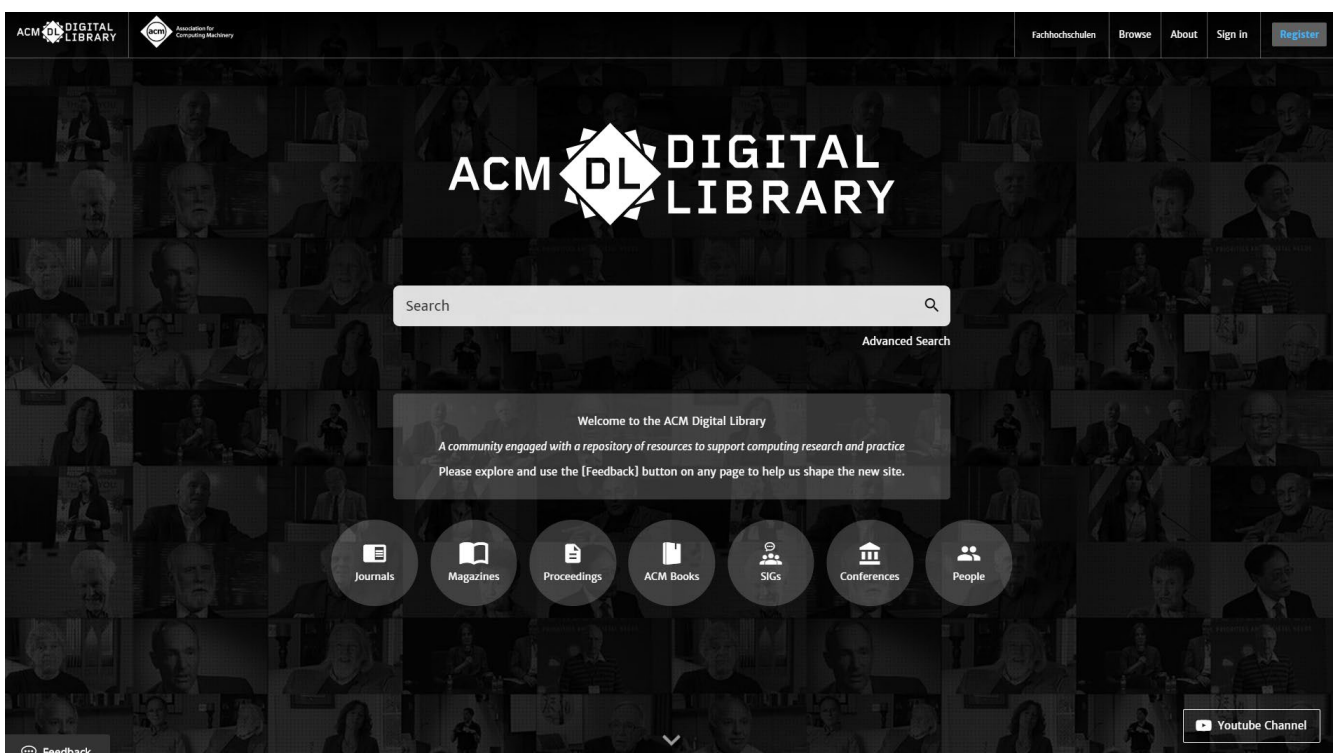 ACM DL DIGITAL LIBRARY
acm Association for Computing Machinery
Fachhochschulen
Browse
About
Sign in
Register
ACM DL DIGITAL
LIBRARY
Search
Advanced Search
Welcome to the ACM Digital Library
A community engaged with a repository of resources to support computing research and practice
Please explore and use the [Feedback] button on any page to help us shape the new site.
Journals
Magazines
Proceedings
ACM Books
SIGs
Conferences
People
Youtube Channel
Feedback